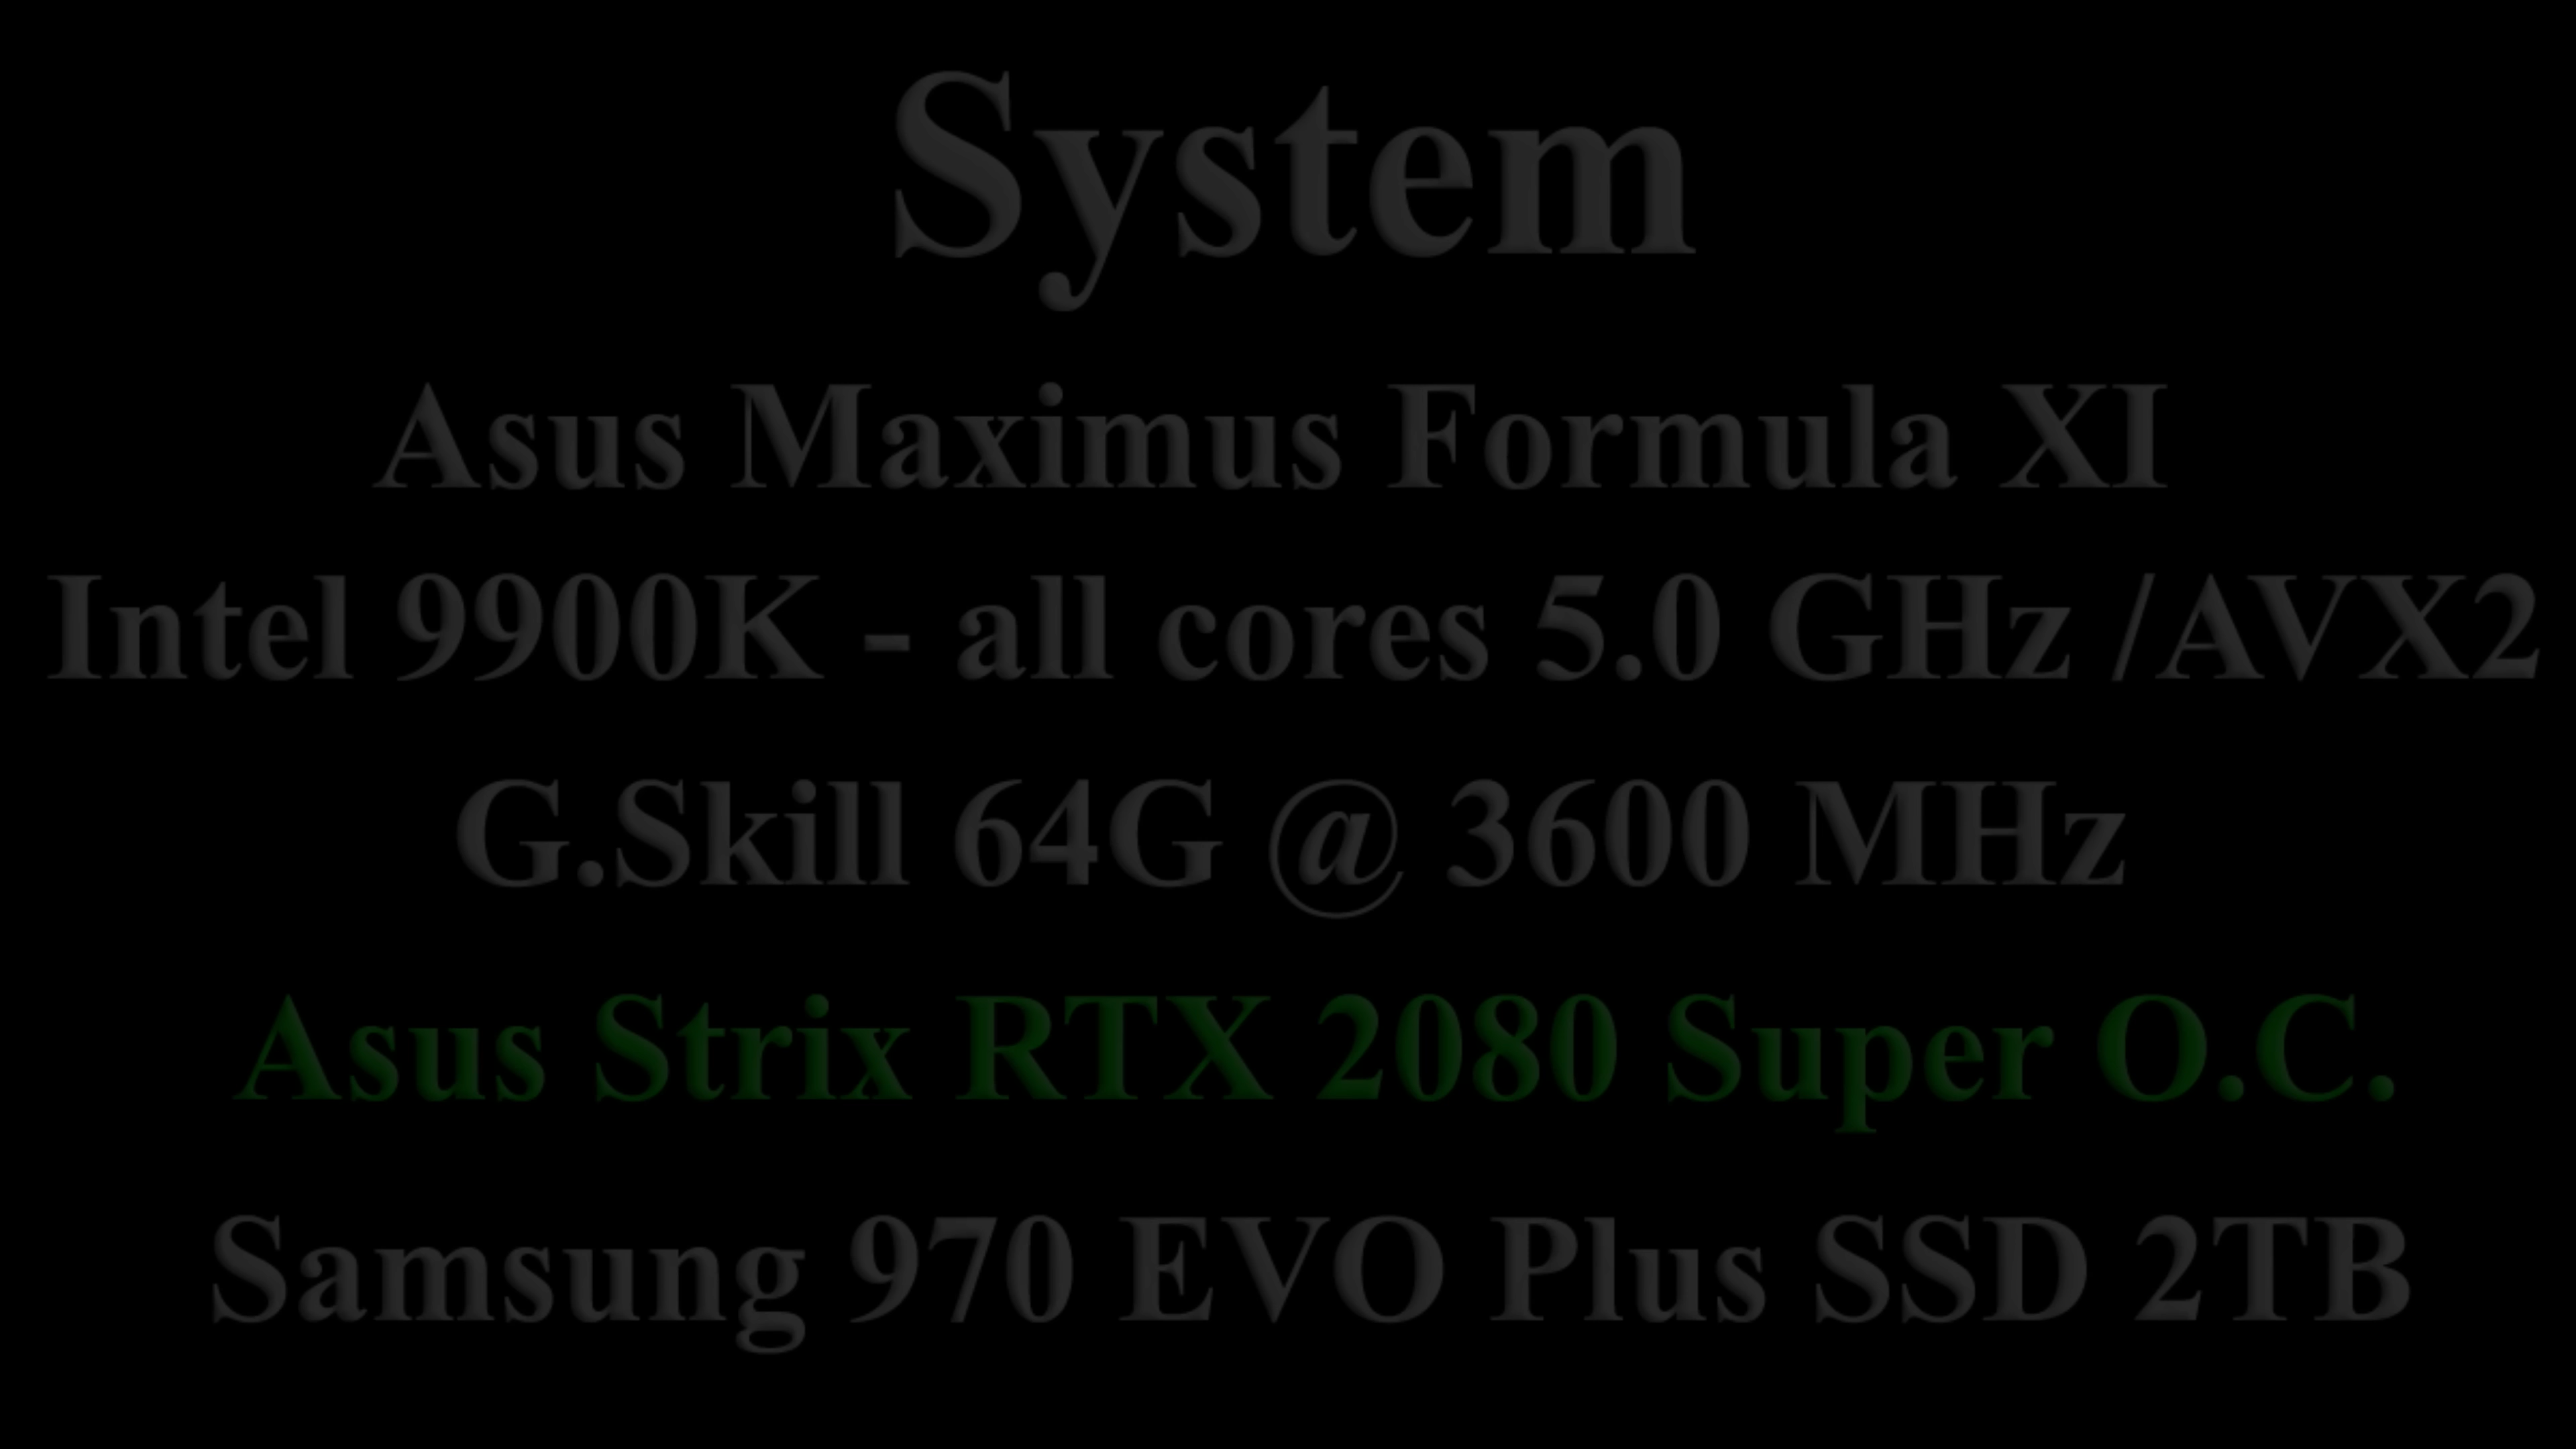 System
Asus Maximus Formula XI
Intel 9900K - all cores 5.0 GHz /AVX2
G.Skill 64G @ 3600 MHz
Asus Strix RTX 2080 Super O.C.
Samsung 970 EVO Plus SSD 2TB